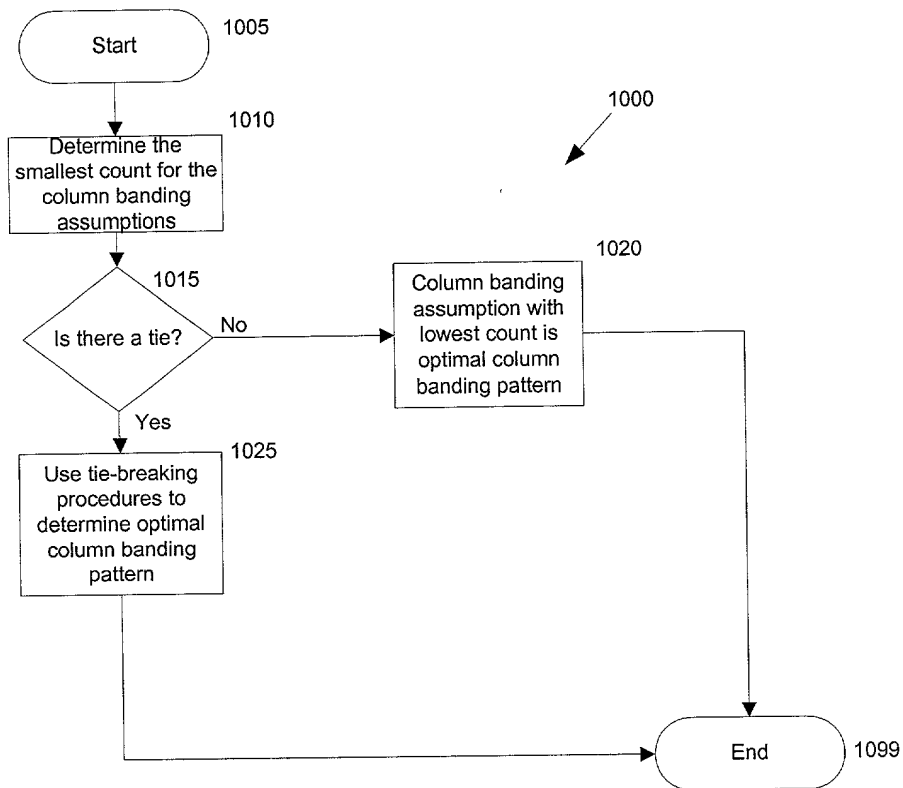 Start
1005
1000
1010
Determine the
smallest count for the
column banding
assumptions
1015
Is there a tie?
No
1020
Column banding
assumption with
lowest count is
optimal column
banding pattern
Yes
1025
Use tie-breaking
procedures to
determine optimal
column banding
pattern
End
1099